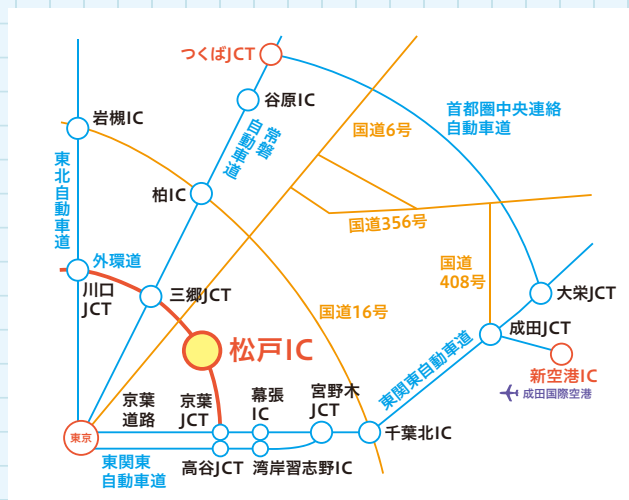 つくばJCT
谷原IC
首都圏中央連絡
自動車道
国道6号
岩槻IC
常磐
自動車道
東北自動車道
柏IC
国道356号
外環道
国道
408号
川口
JCT
三郷JCT
大栄JCT
国道16号
成田JCT
松戸IC
東関東自動車道
新空港IC
成田国際空港
京葉
道路
京葉
JCT
幕張
IC
宮野木
JCT
千葉北IC
東京
東関東
自動車道
高谷JCT
湾岸習志野IC